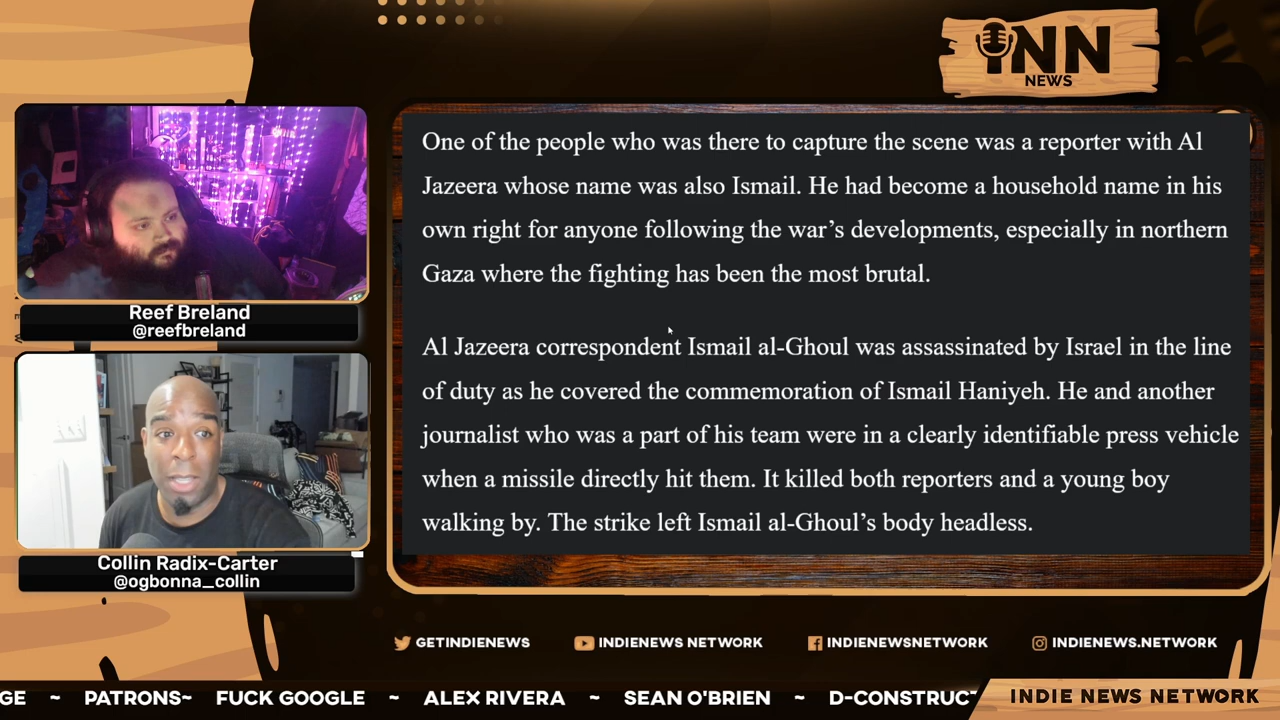 INN
NEWS
One of the people who was there to capture the scene was a reporter with Al
Jazeera whose name was also Ismail. He had become a household name in his
own right for anyone following the war’s developments, especially in northern
Gaza where the fighting has been the most brutal.
Al Jazeera correspondent Ismail al-Ghoul was assassinated by Israel in the line
of duty as he covered the commemoration of Ismail Haniyeh. He and another
journalist who was a part of his team were in a clearly identifiable press vehicle
when a missile directly hit them. It killed both reporters and a young boy
walking by. The strike left Ismail al-Ghoul’s body headless.
Reef Breland
@reefbreland
Collin Radix-Carter
@ogbonna_collin
GETINDIENEWS
INDIENEWS NETWORK
INDIENEWSNETWORK
INDIENEWS.NETWORK
GE ~ PATRONS~ FUCK GOOGLE ~ ALEX RIVERA ~ SEAN O'BRIEN ~ D-CONSTRUCT
INDIE NEWS NETWORK